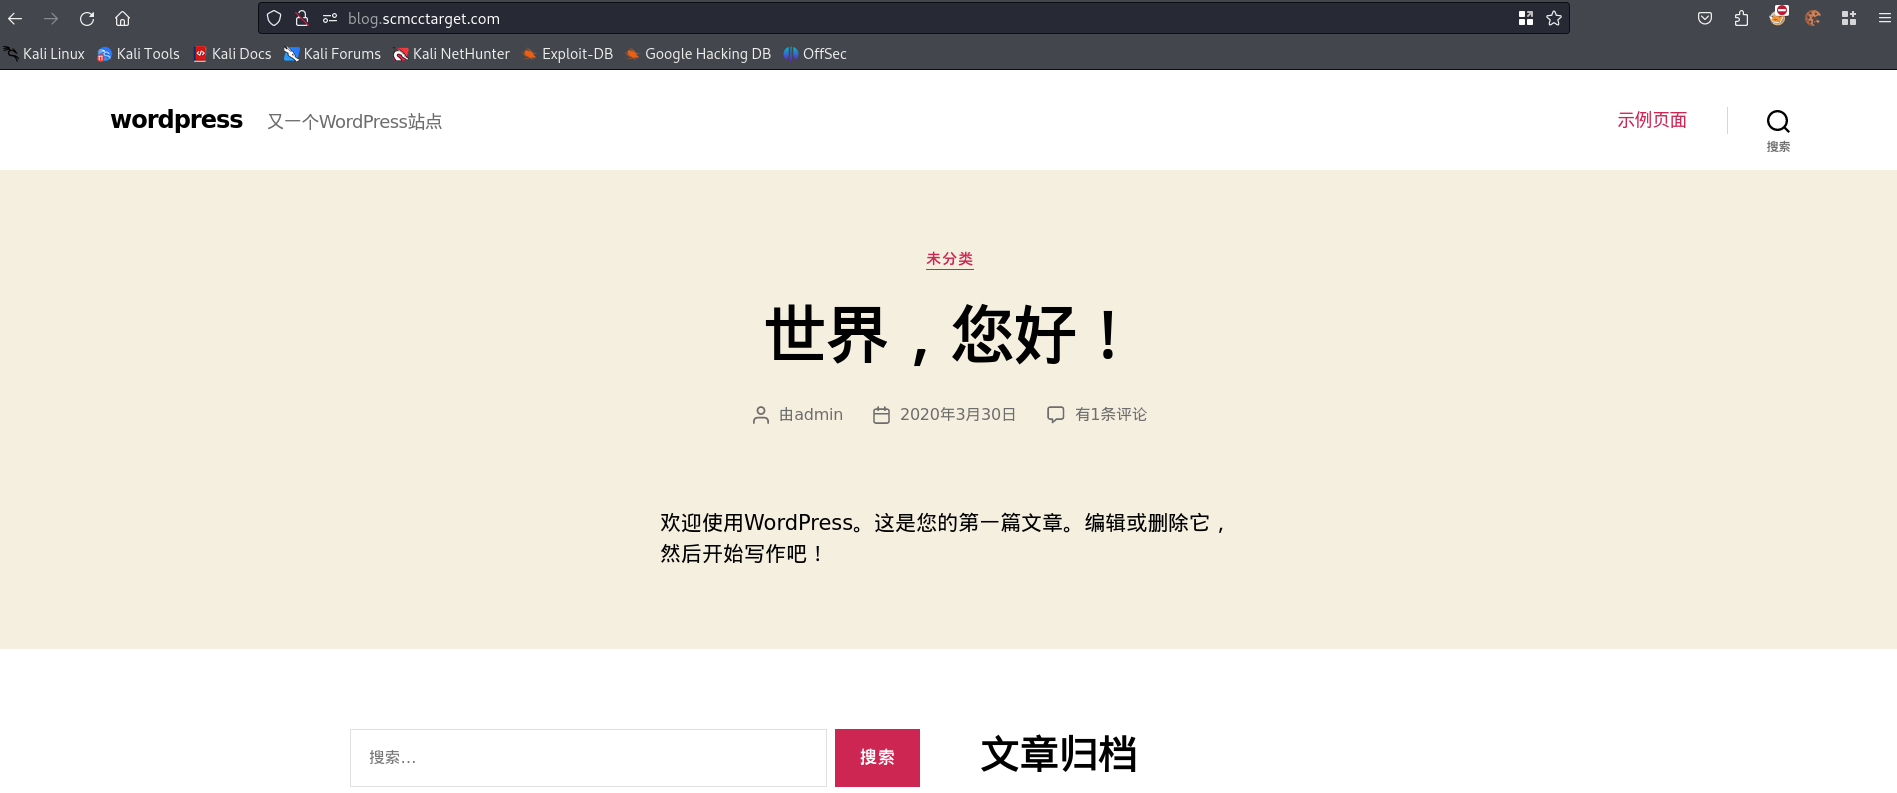 blog.scmcctarget.com
Kali Linux Kali Tools Kali Docs Kali Forums Kali NetHunter Exploit-DB Google Hacking DB OffSec
wordpress 又一个WordPress站点 示例页面
搜索
未分类
世界，您好！
由admin 2020年3月30日 有1条评论
欢迎使用WordPress。这是您的第一篇文章。编辑或删除它，
然后开始写作吧！
搜索… 搜索 文章归档